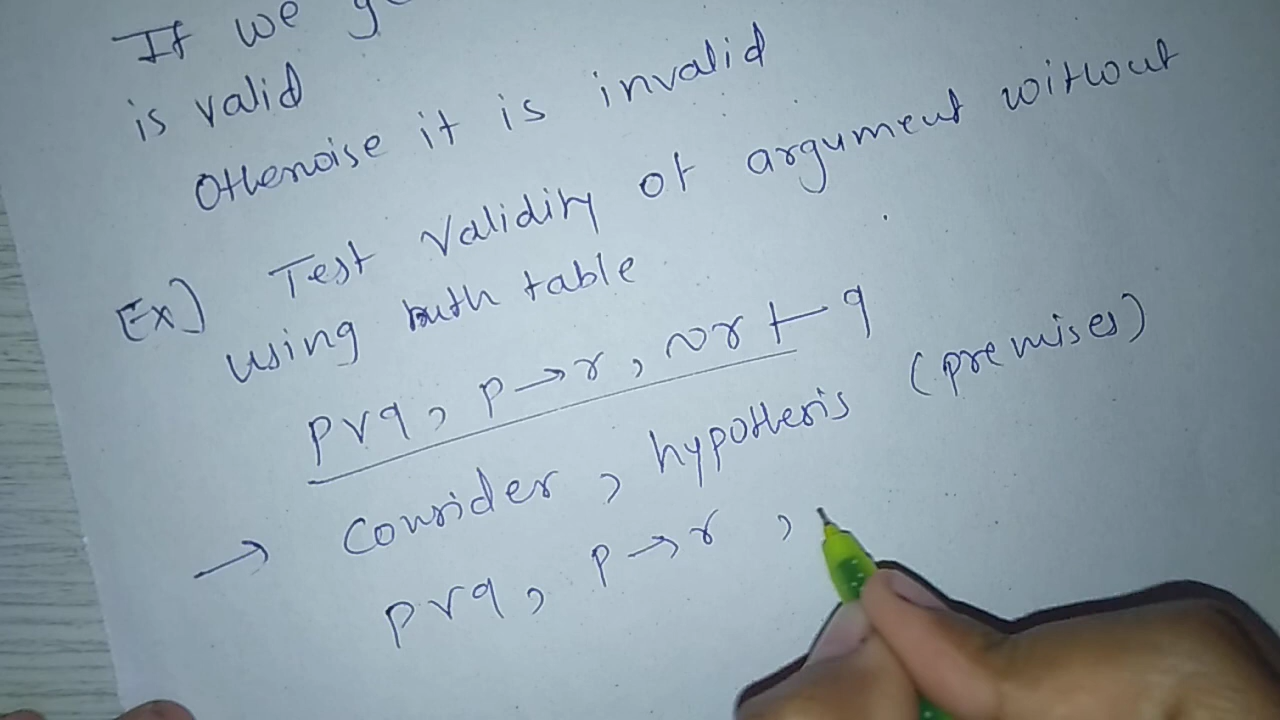 If we
is valid
Otherwise it is invalid
Ex) Test Validity of argument without
using truth table
p∨q, p→r, ~r ⊢ q
→ Consider, hypothesis (premises)
p∨q, p→r,